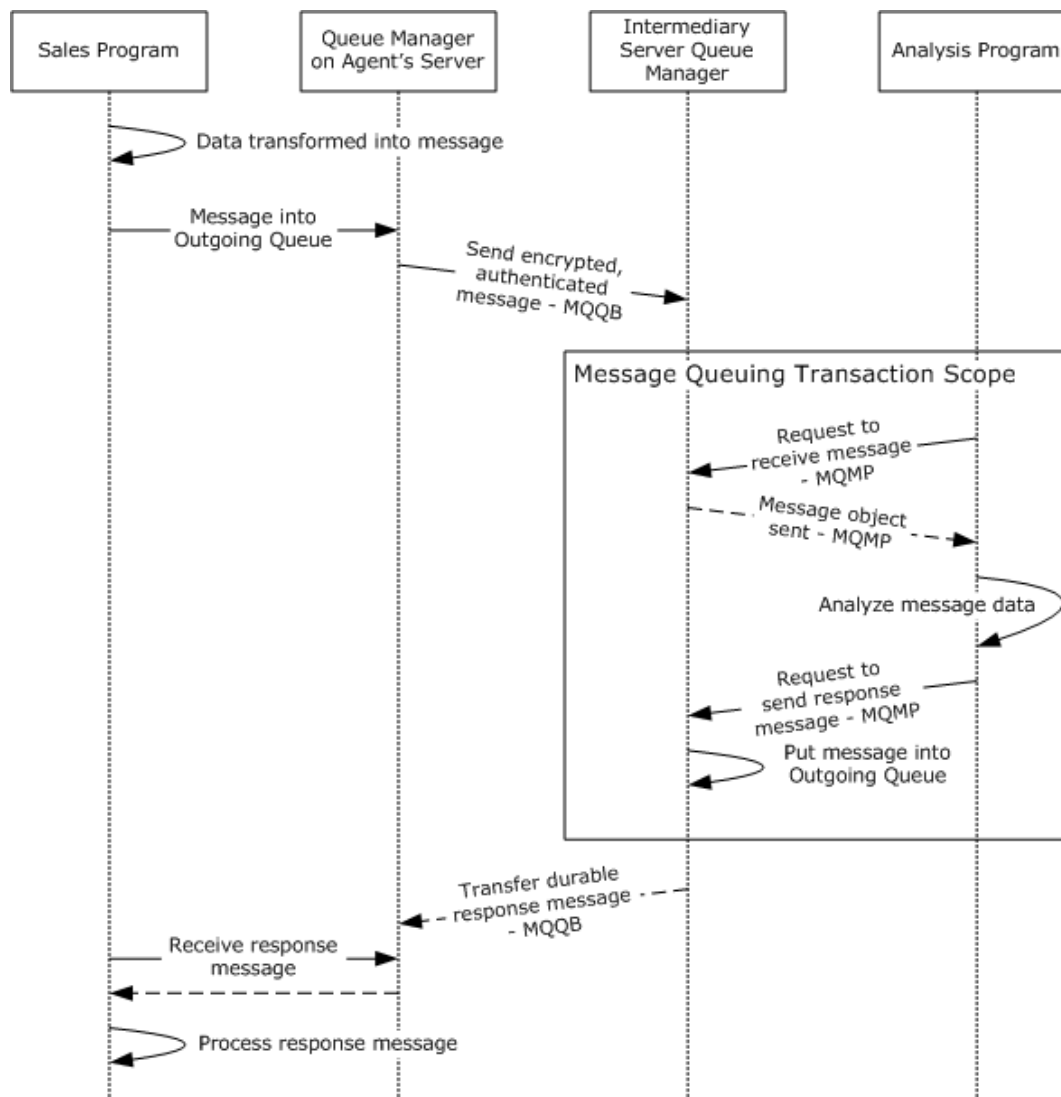 Sales Program
Queue Manager
on Agent's Server
Intermediary
Server Queue
Manager
Analysis Program
Data transformed into message
Message into
Outgoing Queue
Send encrypted,
authenticated
message - MQQB
Message Queuing Transaction Scope
Request to
receive message
- MQMP
Message object
sent - MQMP
Analyze message data
Request to
send response
message - MQMP
Put message into
Outgoing Queue
Transfer durable
response message
- MQQB
Receive response
message
Process response message